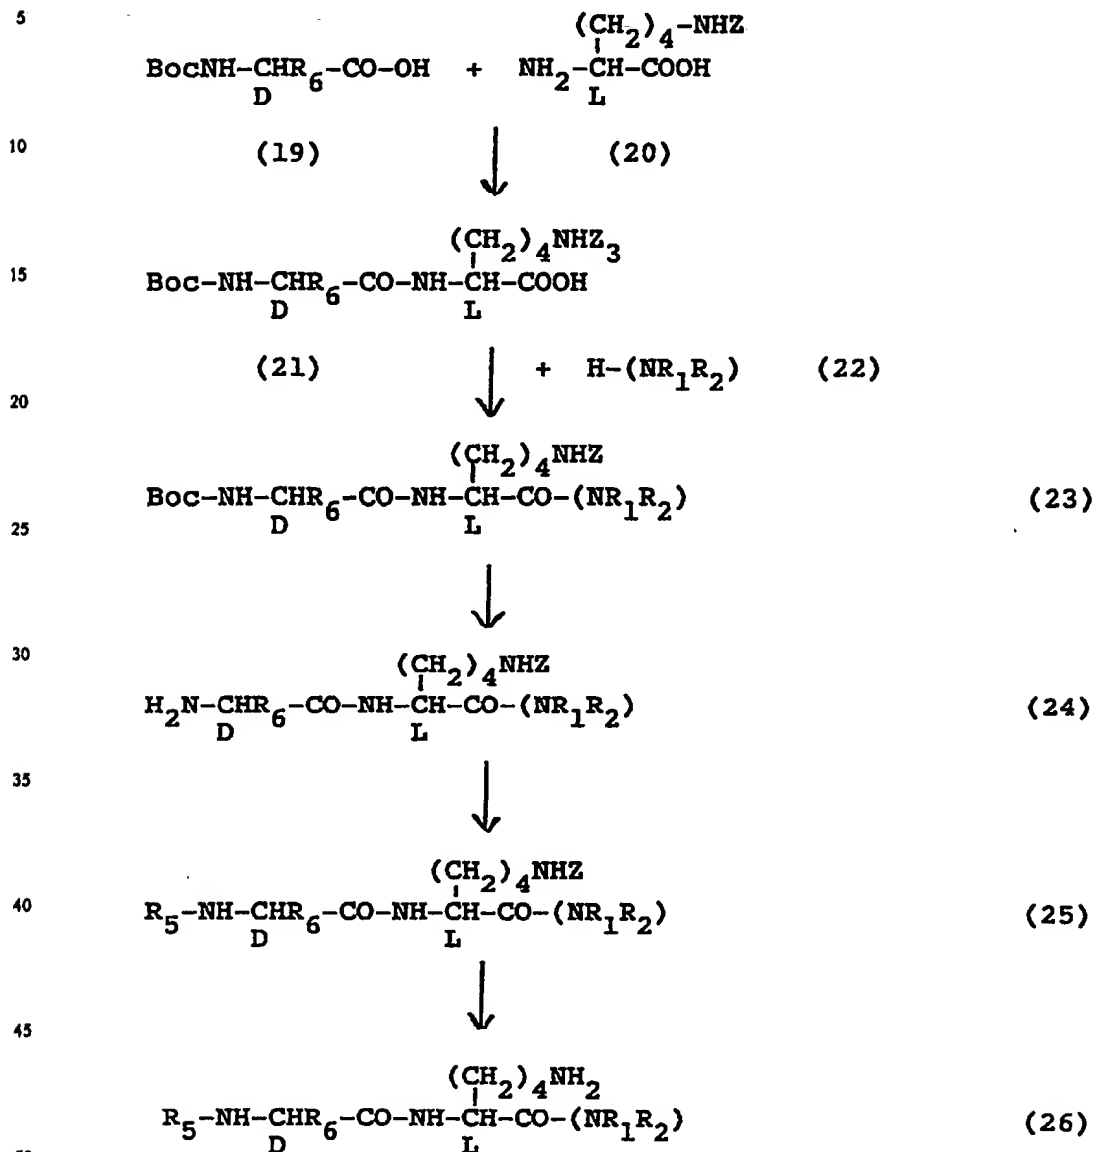 5
(CH2)4-NHZ
BocNH-CHR6-CO-OH + NH2-CH-COOH
D L
10 (19) (20)
(CH2)4NHZ3
15 Boc-NH-CHR6-CO-NH-CH-COOH
D L
(21) + H-(NR1R2) (22)
20
(CH2)4NHZ
Boc-NH-CHR6-CO-NH-CH-CO-(NR1R2) (23)
D L
25
30
(CH2)4NHZ
H2N-CHR6-CO-NH-CH-CO-(NR1R2) (24)
D L
35
(CH2)4NHZ
40 R5-NH-CHR6-CO-NH-CH-CO-(NR1R2) (25)
D L
45
(CH2)4NH2
R5-NH-CHR6-CO-NH-CH-CO-(NR1R2) (26)
D L